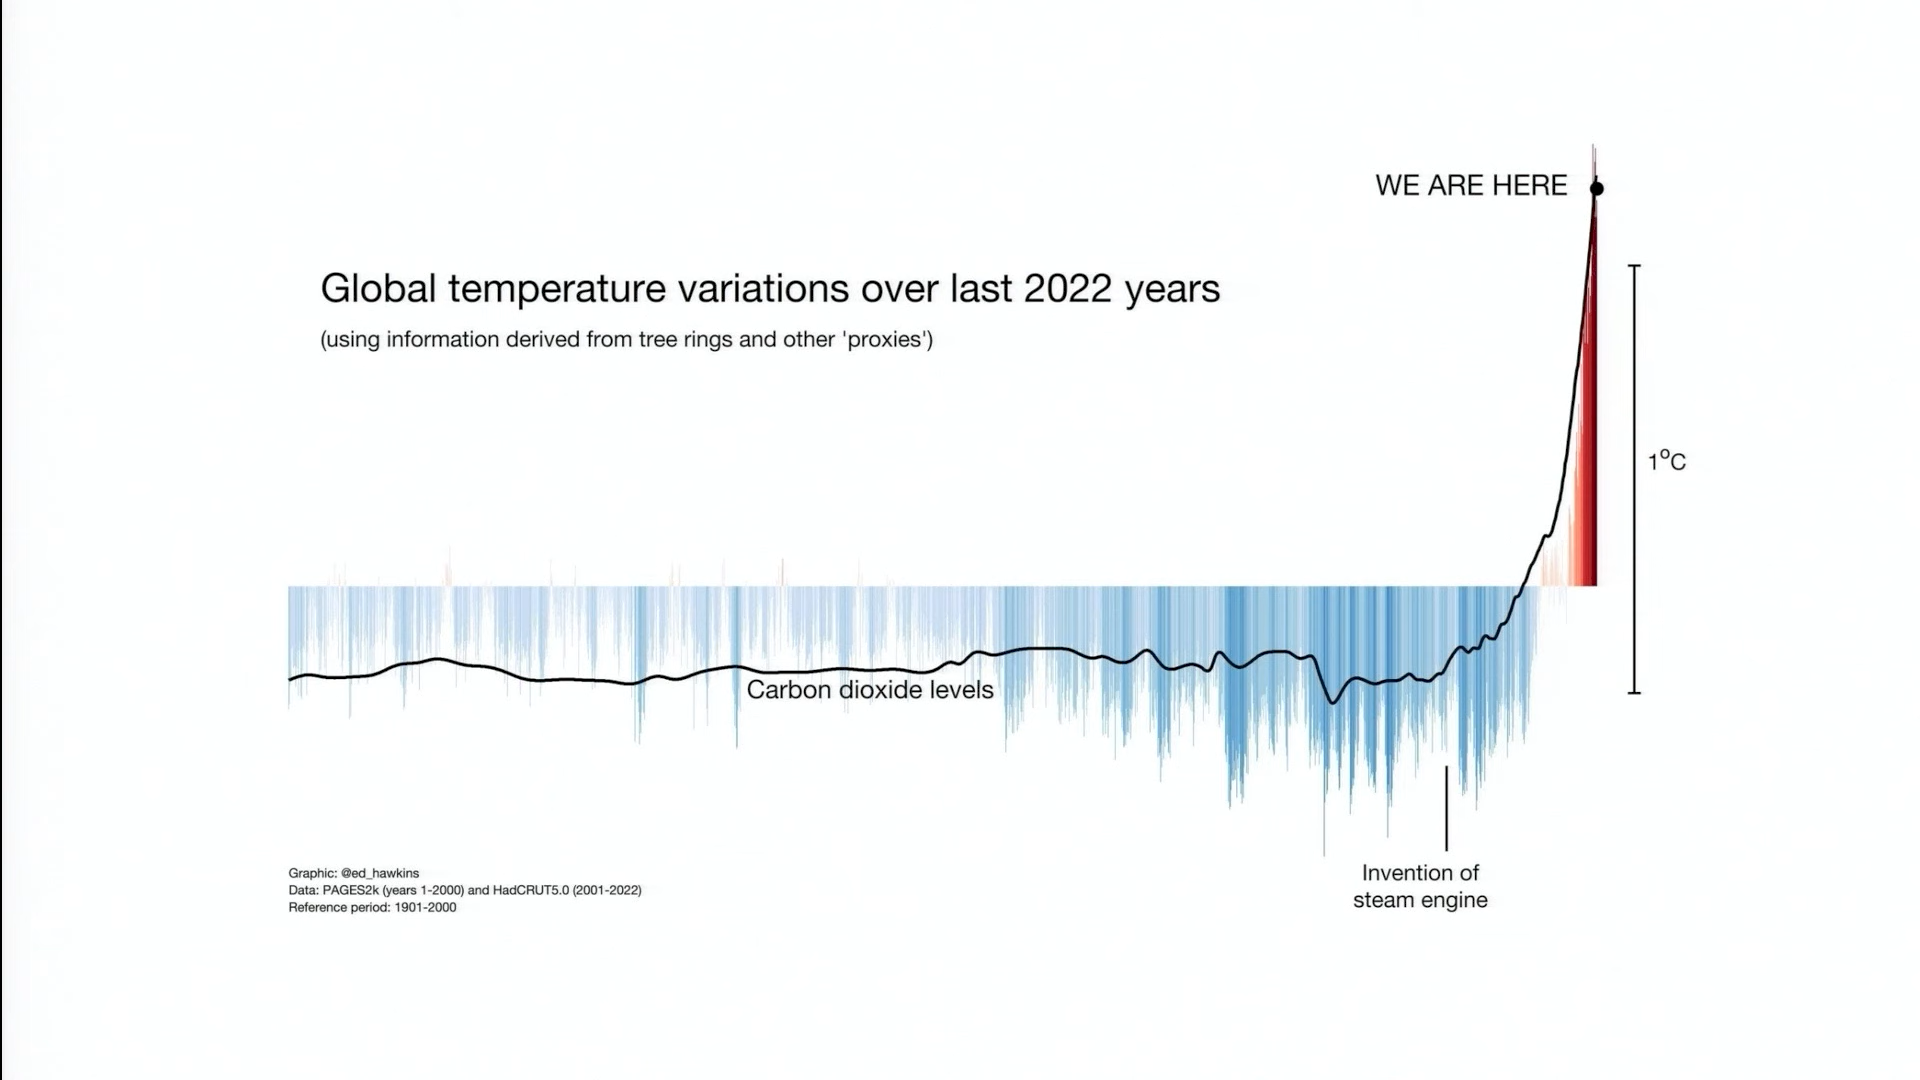 WE ARE HERE
Global temperature variations over last 2022 years
(using information derived from tree rings and other 'proxies')
1°C
Carbon dioxide levels
Invention of
steam engine
Graphic: @ed_hawkins
Data: PAGES2k (years 1-2000) and HadCRUT5.0 (2001-2022)
Reference period: 1901-2000